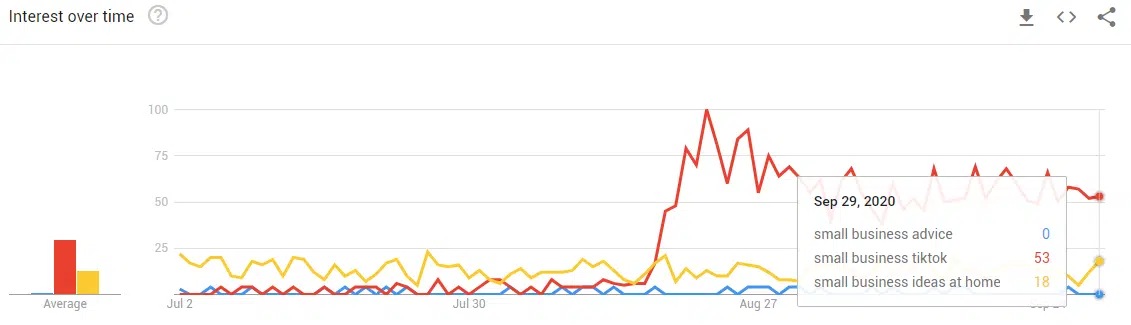 Interest over time
100
75
50
25
Average
Jul 2
Jul 30
Aug 27
Sep 29, 2020
small business advice 0
small business tiktok 53
small business ideas at home 18